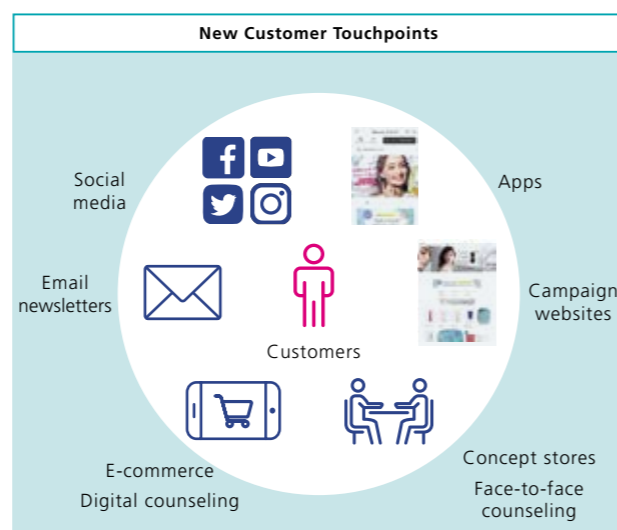 New Customer Touchpoints
Social
media
Apps
Email
newsletters
Campaign
websites
Customers
E-commerce
Digital counseling
Concept stores
Face-to-face
counseling